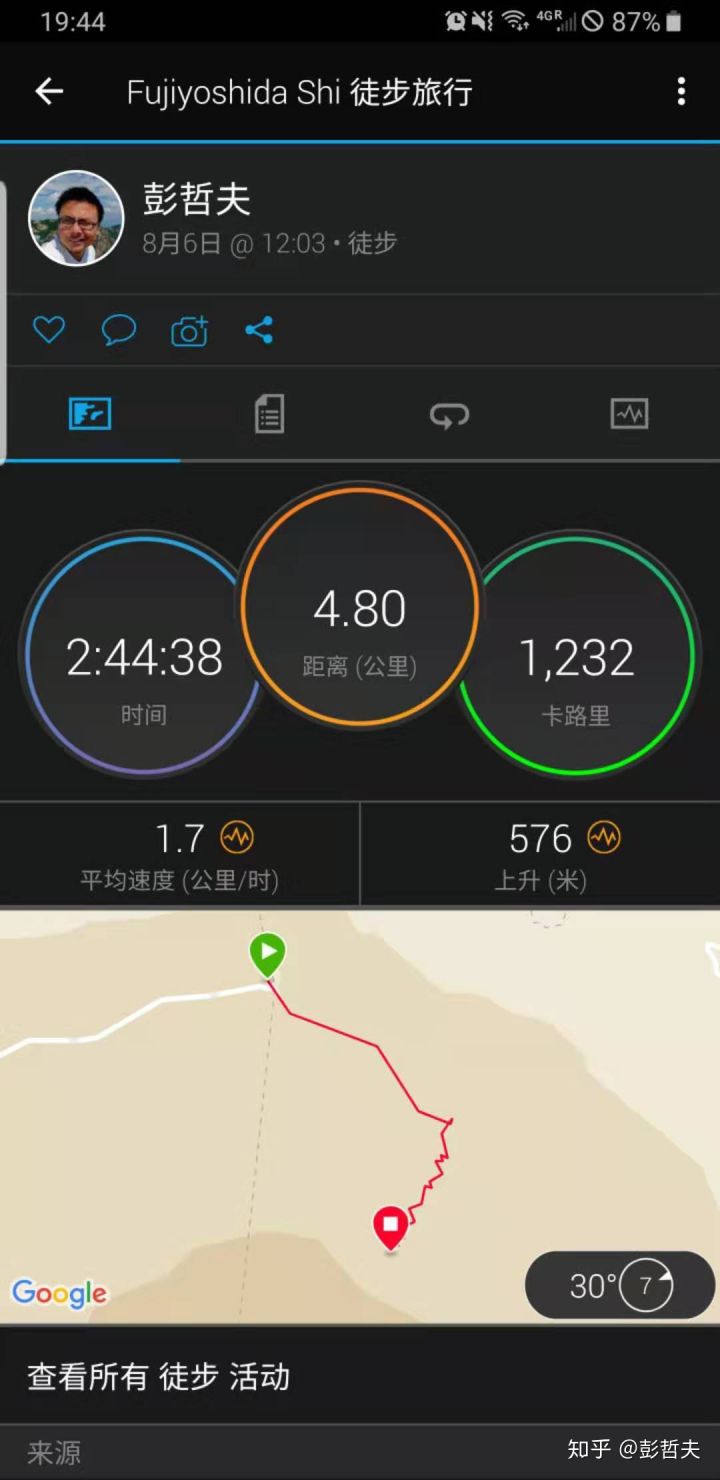 19:44
4GR
87%
Fujiyoshida Shi 徒步旅行
彭哲夫
8月6日 @ 12:03 • 徒步
2:44:38
时间
4.80
距离 (公里)
1,232
卡路里
1.7
平均速度 (公里/时)
576
上升 (米)
Google
30°
7
查看所有 徒步 活动
来源
知乎 @彭哲夫